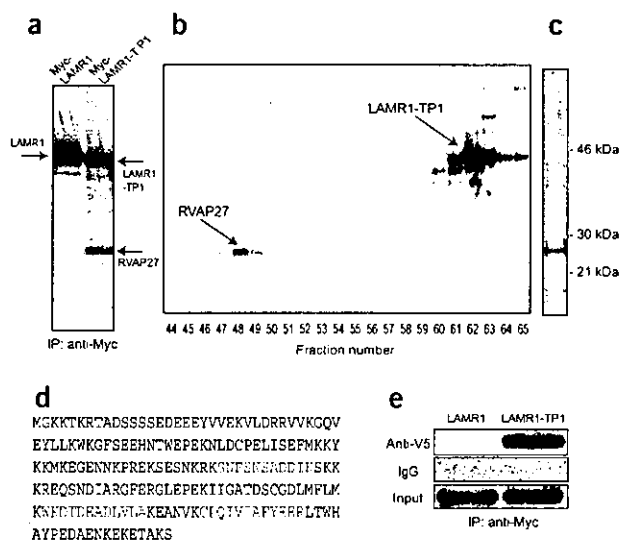 a
b
c
Myc-LAMR1
Myc-LAMR1-TP1
LAMR1
LAMR1-TP1
RVAP27
IP: anti-Myc
LAMR1-TP1
RVAP27
44 45 46 47 48 49 50 51 52 53 54 55 56 57 58 59 60 61 62 63 64 65
Fraction number
- 46 kDa
- 30 kDa
- 21 kDa
d
MGKKTKRTADSSSSEDEEEYVVEKVLDRRVVKGQV
EYLLKWKGFSEEHNTWEPEKNLDCPELISEFMKKY
KKMKEGENNKPREKSESNKRKSNFSNSADDIKSKK
KREQSNDIARGFERGLEPEKIIGATDSCGDLMFLM
KWKDTDEADLVLAKEANVKCPQIVIAFYEERLTWH
AYPEDAENKEKETAKS
e
LAMR1 LAMR1-TP1
Anti-V5
IgG
Input
IP: anti-Myc